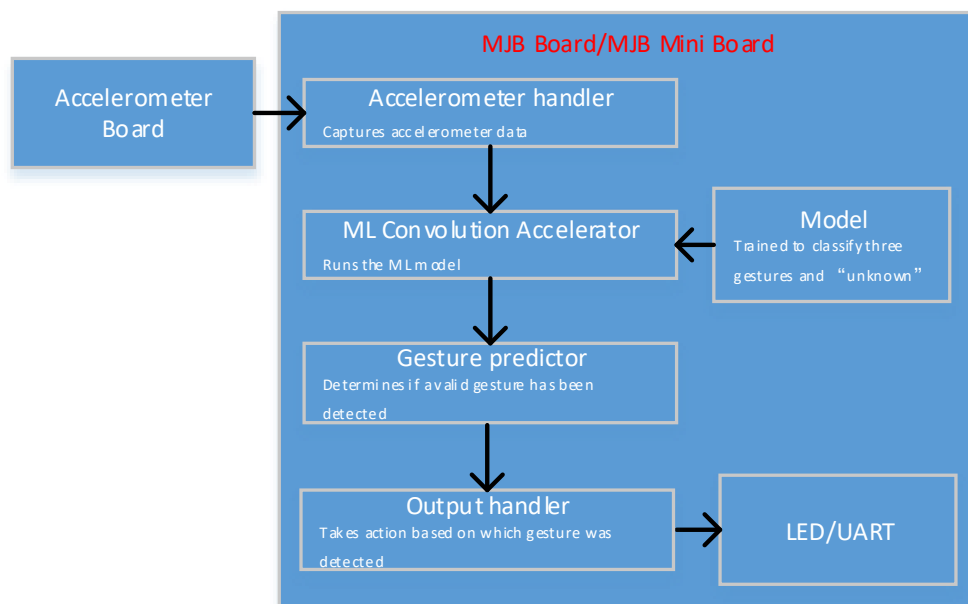 MJB Board/MJB Mini Board
Accelerometer
Board
Accelerometer handler
Captures accelerometer data
ML Convolution Accelerator
Runs the ML model
Model
Trained to classify three
gestures and “unknown”
Gesture predictor
Determines if a valid gesture has been
detected
Output handler
Takes action based on which gesture was
detected
LED/UART